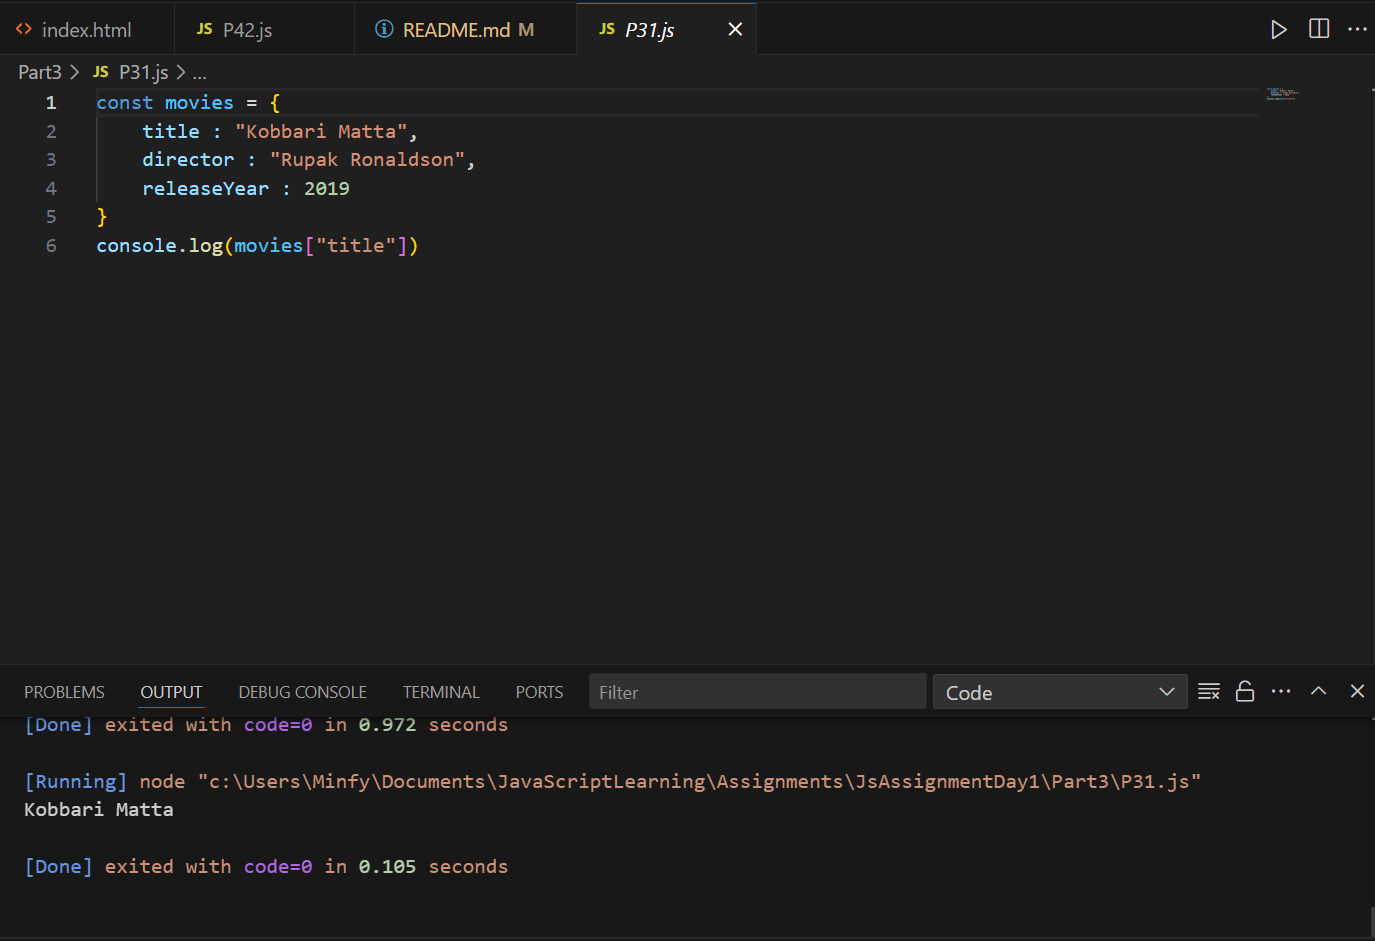 <> index.html JS P42.js README.md M JS P31.js
Part3 > JS P31.js > ...
1 const movies = {
2 title : "Kobbari Matta",
3 director : "Rupak Ronaldson",
4 releaseYear : 2019
5 }
6 console.log(movies["title"])
PROBLEMS OUTPUT DEBUG CONSOLE TERMINAL PORTS Filter Code
[Done] exited with code=0 in 0.972 seconds
[Running] node "c:\Users\Minfy\Documents\JavaScriptLearning\Assignments\JsAssignmentDay1\Part3\P31.js"
Kobbari Matta
[Done] exited with code=0 in 0.105 seconds